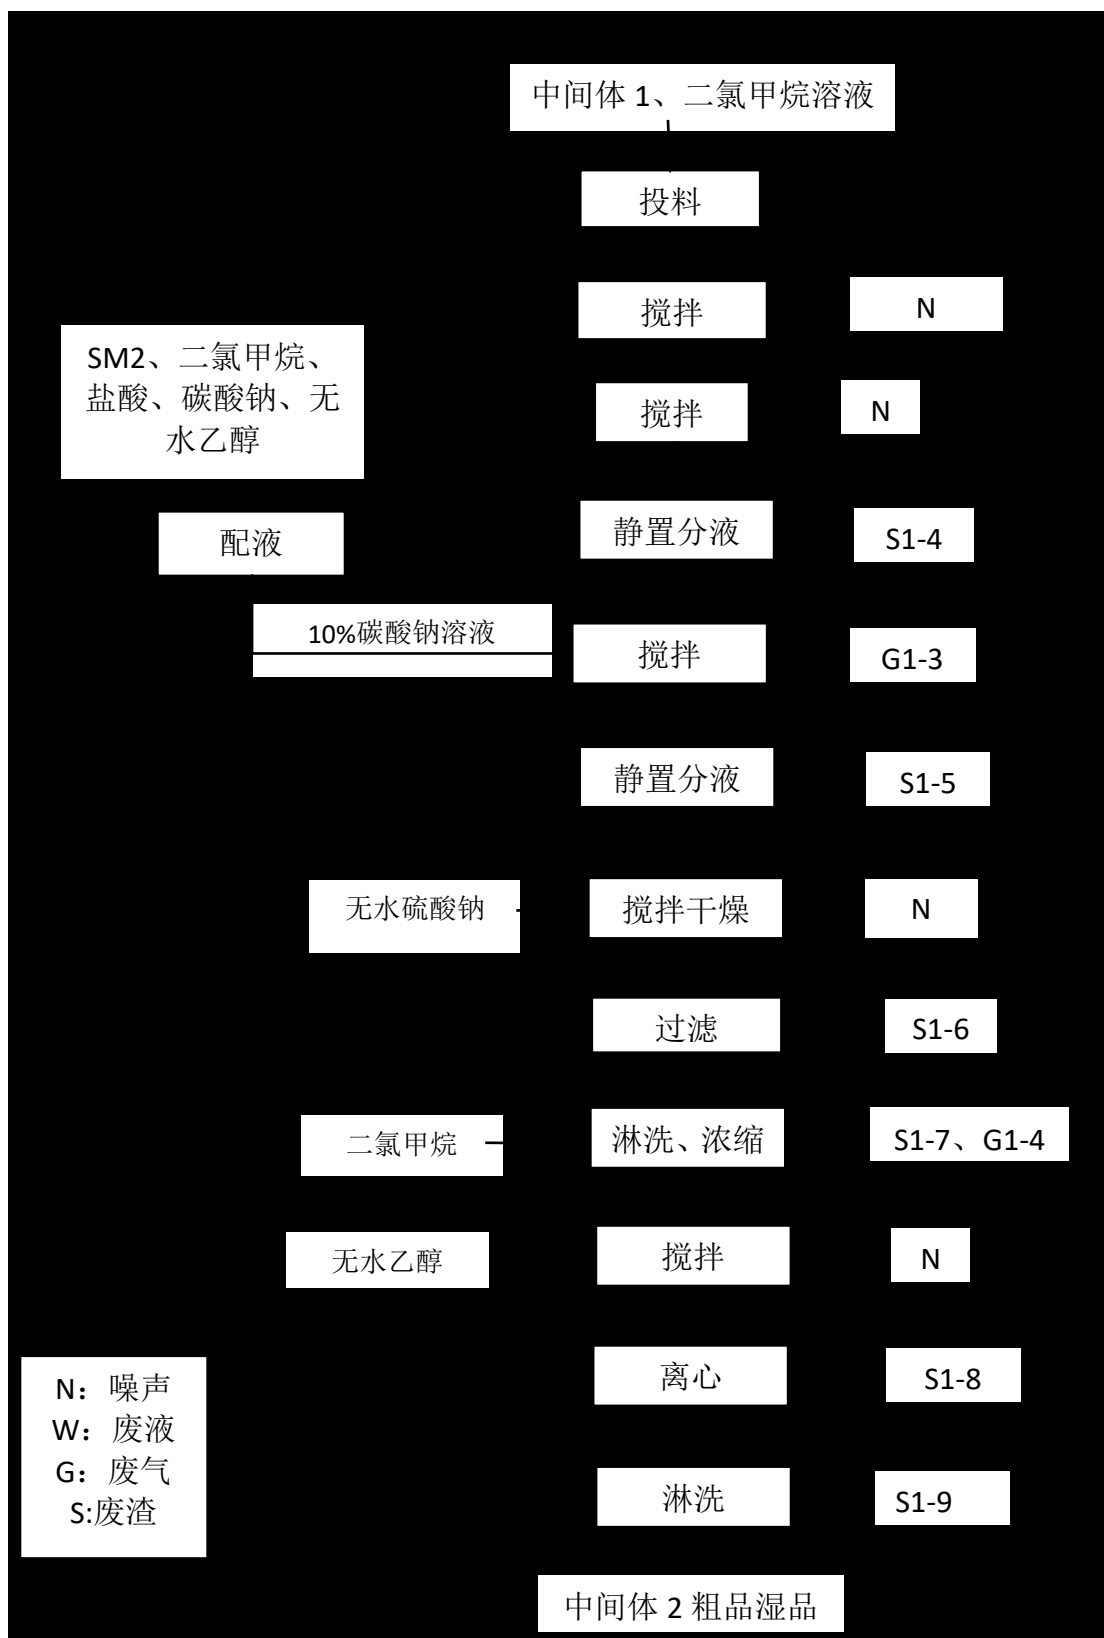 中间体 1、二氯甲烷溶液
投料
搅拌
N
SM2、二氯甲烷、
盐酸、碳酸钠、无
水乙醇
搅拌
N
配液
静置分液
S1-4
10%碳酸钠溶液
搅拌
G1-3
静置分液
S1-5
无水硫酸钠
搅拌干燥
N
过滤
S1-6
二氯甲烷
淋洗、浓缩
S1-7、G1-4
无水乙醇
搅拌
N
离心
S1-8
N：噪声
W：废液
G：废气
S:废渣
淋洗
S1-9
中间体 2 粗品湿品